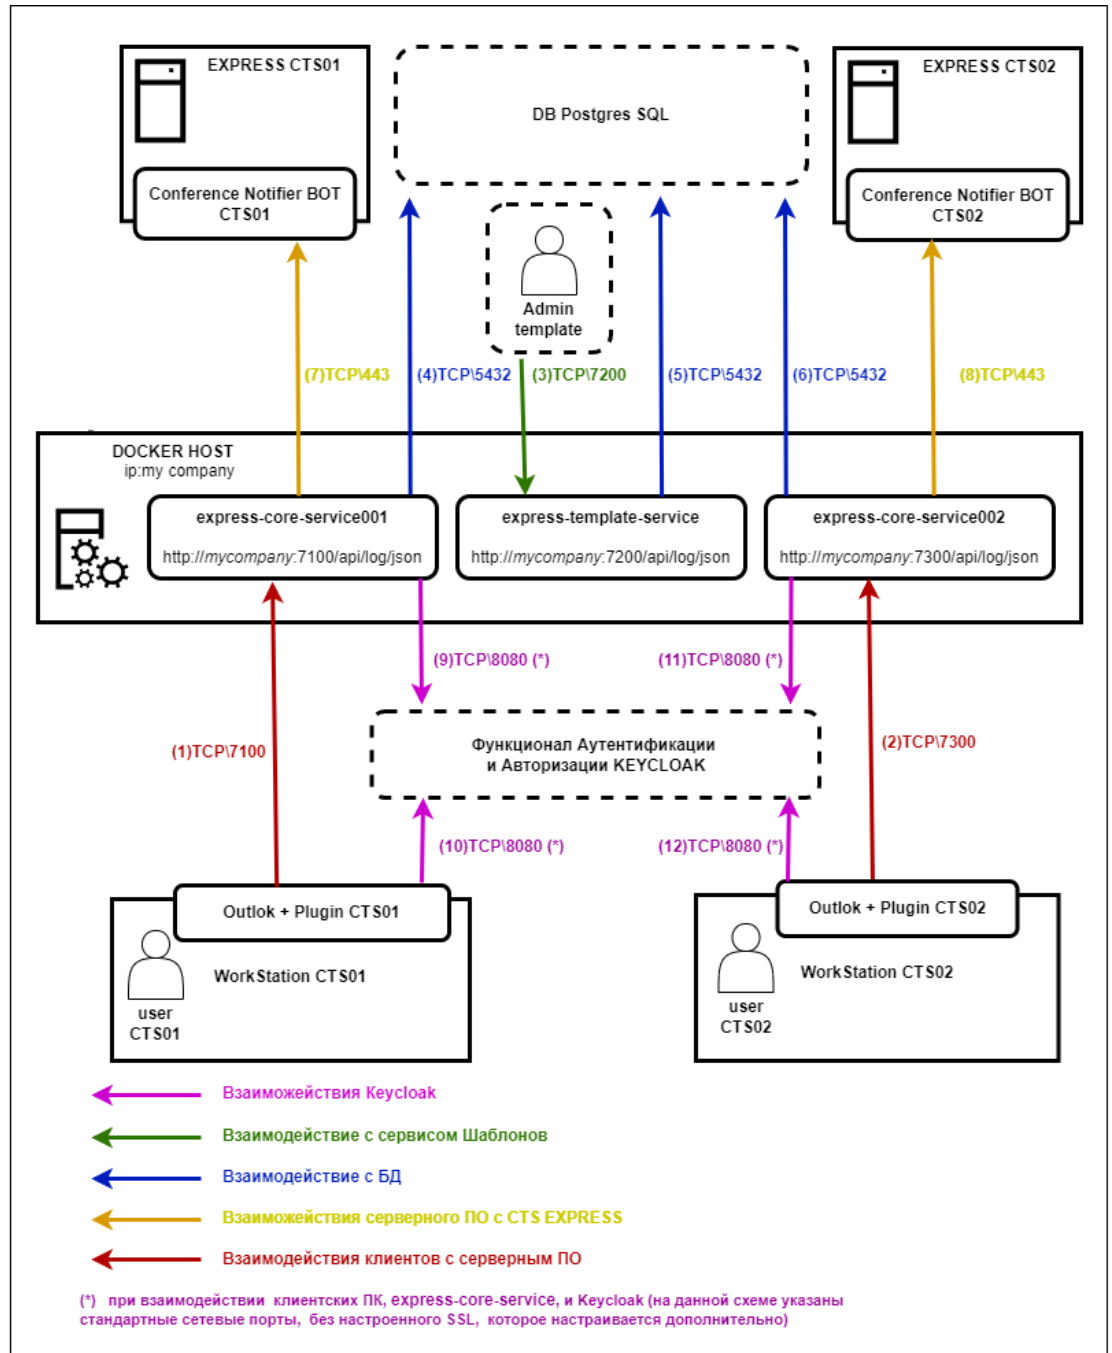 EXPRESS CTS01
DB Postgres SQL
EXPRESS CTS02
Conference Notifier BOT
CTS01
Conference Notifier BOT
CTS02
Admin
template
(7)TCP\443
(4)TCP\5432
(3)TCP\7200
(5)TCP\5432
(6)TCP\5432
(8)TCP\443
DOCKER HOST
ip:my company
express-core-service001
http://mycompany:7100/api/log/json
express-template-service
http://mycompany:7200/api/log/json
express-core-service002
http://mycompany:7300/api/log/json
(9)TCP\8080 (*)
(11)TCP\8080 (*)
(1)TCP\7100
Функционал Аутентификации
и Авторизации KEYCLOAK
(2)TCP\7300
(10)TCP\8080 (*)
(12)TCP\8080 (*)
Outlok + Plugin CTS01
WorkStation CTS01
user
CTS01
Outlok + Plugin CTS02
WorkStation CTS02
user
CTS02
Взаиможействия Keycloak
Взаимодействие с сервисом Шаблонов
Взаимодействие с БД
Взаиможействия серверного ПО с CTS EXPRESS
Взаимодействия клиентов с серверным ПО
(*) при взаимодействии клиентских ПК, express-core-service, и Keycloak (на данной схеме указаны
стандартные сетевые порты, без настроенного SSL, которое настраивается дополнительно)